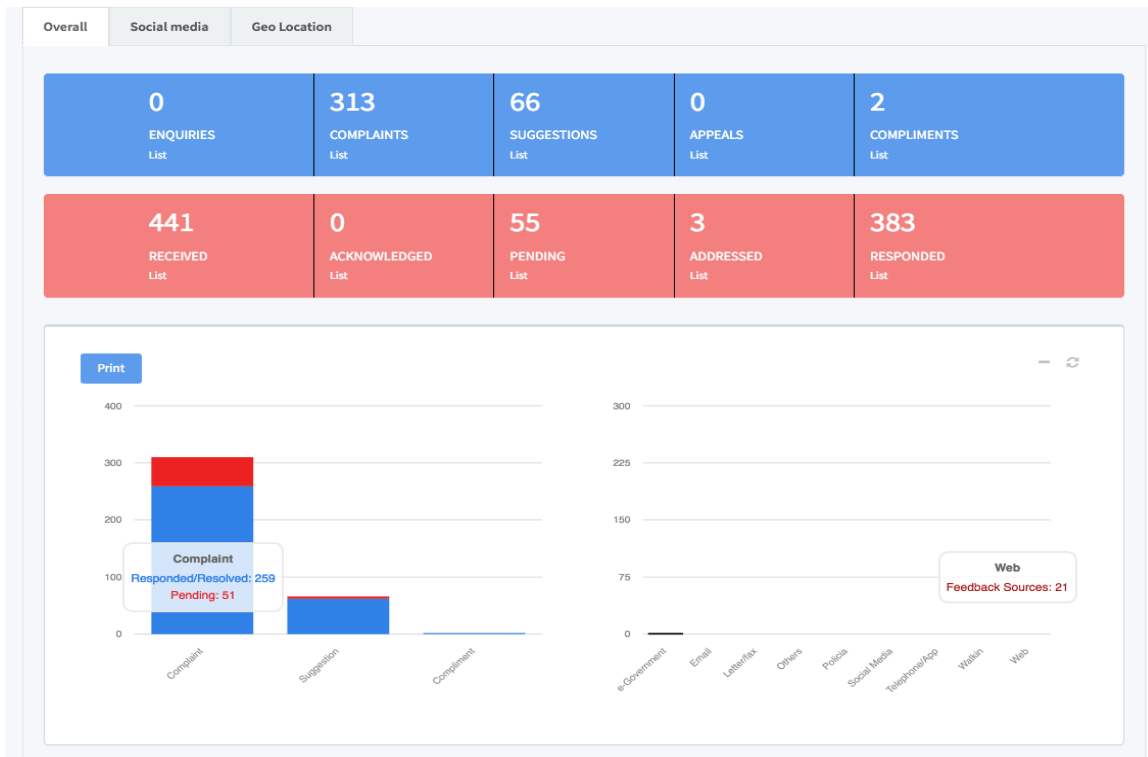 Overall Social media Geo Location
0 313 66 0 2
ENQUIRIES COMPLAINTS SUGGESTIONS APPEALS COMPLIMENTS
List List List List List
441 0 55 3 383
RECEIVED ACKNOWLEDGED PENDING ADDRESSED RESPONDED
List List List List List
Print
400
300
200
100
0
Complaint
Responded/Resolved: 259
Pending: 51
Complaint Suggestion Compliment
300
225
150
75
0
Web
Feedback Sources: 21
e-Government Email Letter/fax Others Policia Social Media Telephone/App Walkin Web